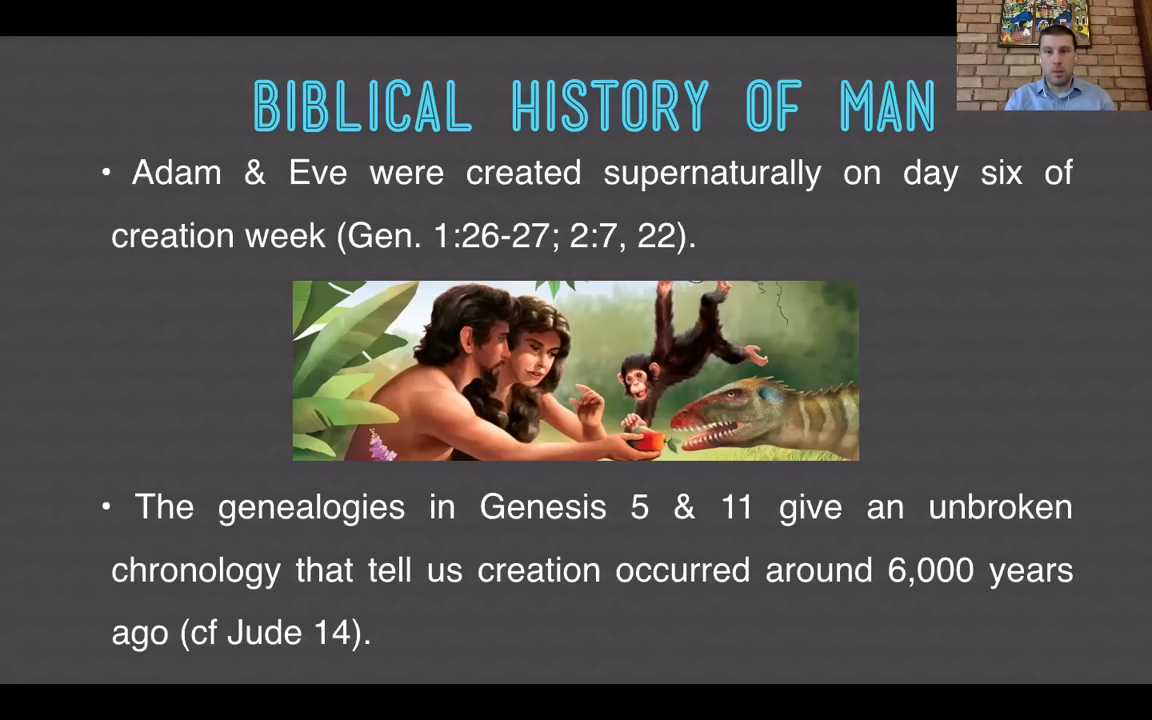 BIBLICAL HISTORY OF MAN
• Adam & Eve were created supernaturally on day six of
creation week (Gen. 1:26-27; 2:7, 22).
• The genealogies in Genesis 5 & 11 give an unbroken
chronology that tell us creation occurred around 6,000 years
ago (cf Jude 14).